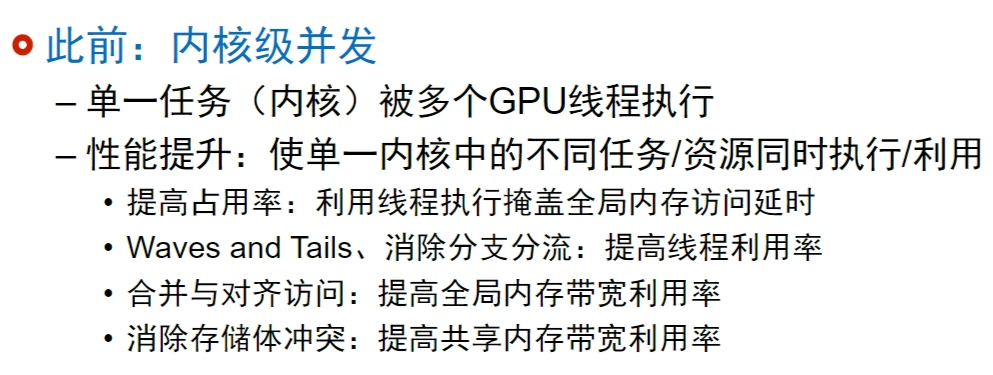 此前：内核级并发
– 单一任务（内核）被多个GPU线程执行
– 性能提升：使单一内核中的不同任务/资源同时执行/利用
• 提高占用率：利用线程执行掩盖全局内存访问延时
• Waves and Tails、消除分支分流：提高线程利用率
• 合并与对齐访问：提高全局内存带宽利用率
• 消除存储体冲突：提高共享内存带宽利用率